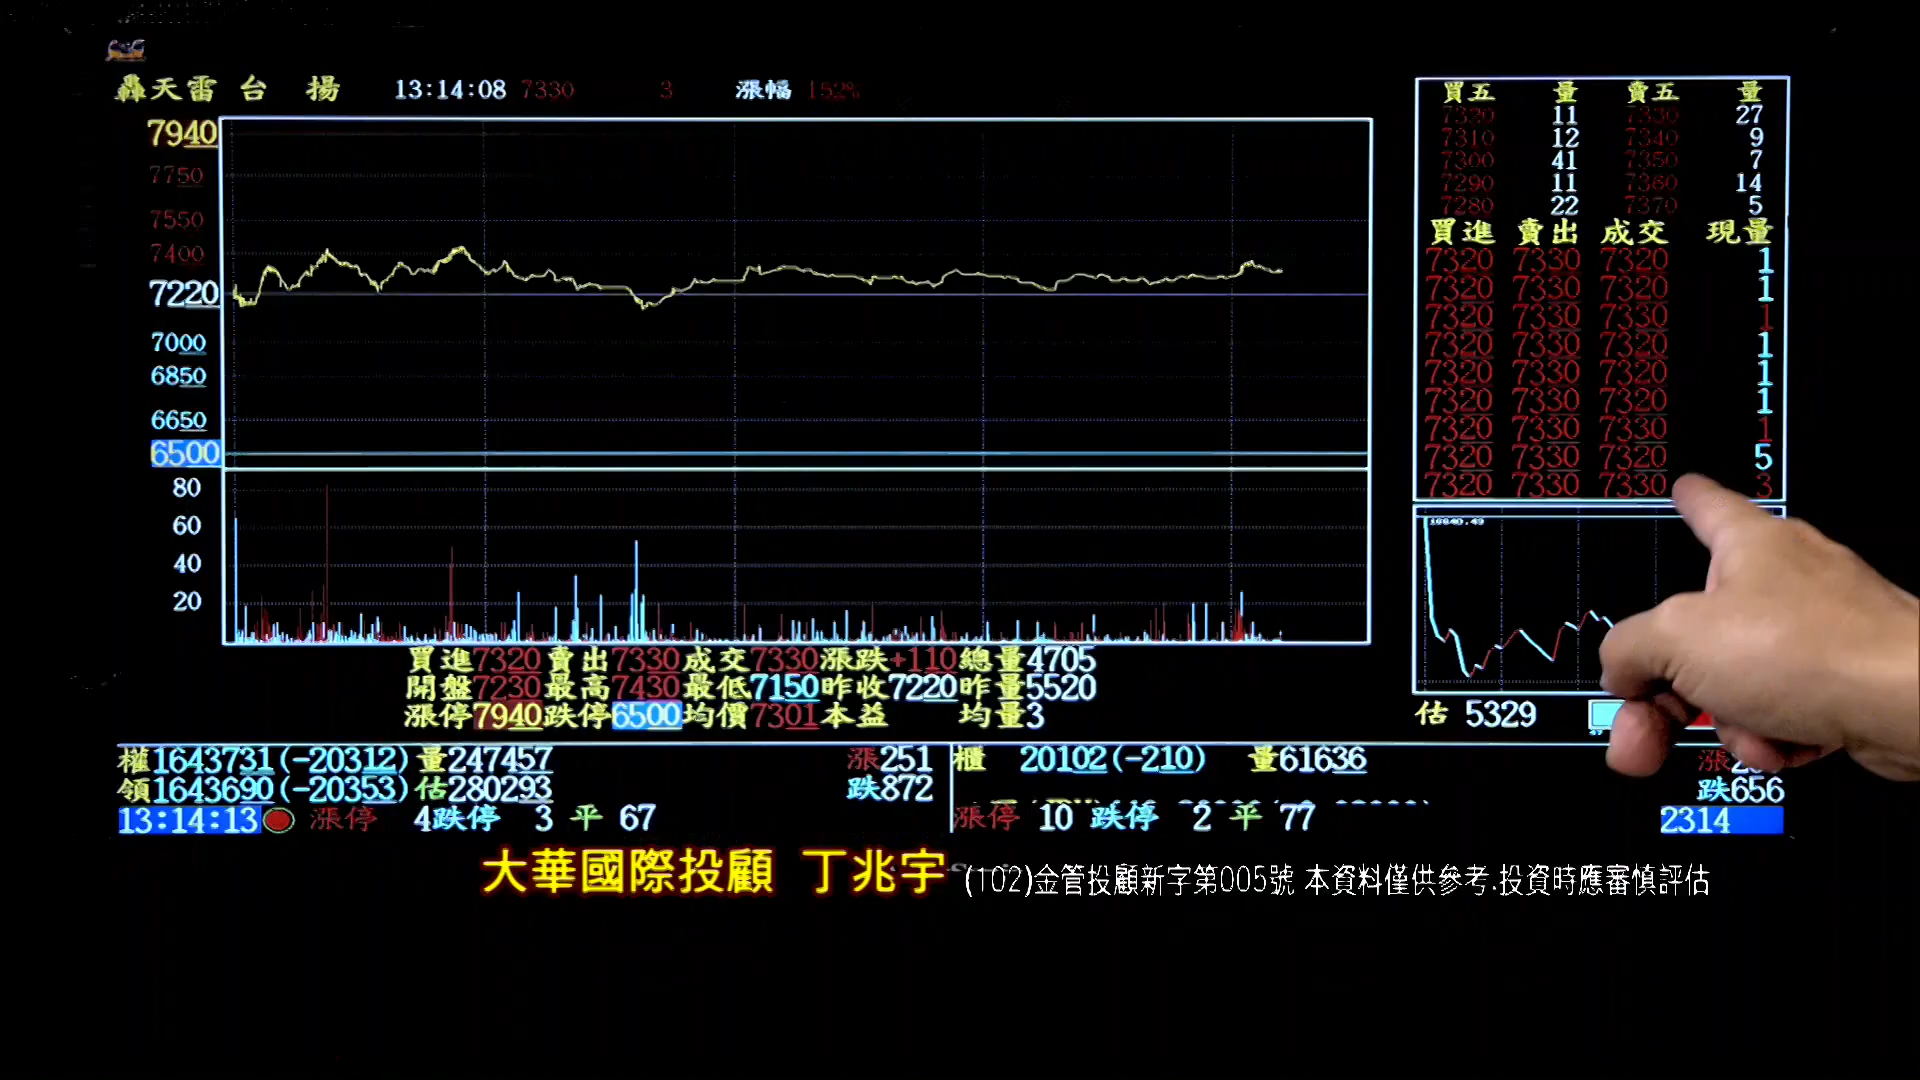 轟天雷 台 揚 13:14:08 7330 3 漲幅 152%
7940
7750
7550
7400
7220
7000
6850
6650
6500
80
60
40
20
買五 量 賣五 量
7320 11 7330 27
7310 12 7340 9
7300 41 7350 7
7290 11 7360 14
7280 22 7370 5
買進 賣出 成交 現量
7320 7330 7320 1
7320 7330 7320 1
7320 7330 7330 1
7320 7330 7320 1
7320 7330 7320 1
7320 7330 7320 1
7320 7330 7330 1
7320 7330 7320 5
7320 7330 7330 3
估 5329
買進7320 賣出7330 成交7330 漲跌+110 總量4705
開盤7230 最高7430 最低7150 昨收7220 昨量5520
漲停7940 跌停6500 均價7301 本益 均量3
權1643731(-20312) 量247457 漲251
領1643690(-20353) 估280293 跌872
13:14:13 漲停 4 跌停 3 平 67
櫃 20102(-210) 量61636
跌656
漲停 10 跌停 2 平 77 2314
大華國際投顧 丁兆宇 (102)金管投顧新字第005號 本資料僅供參考.投資時應審慎評估